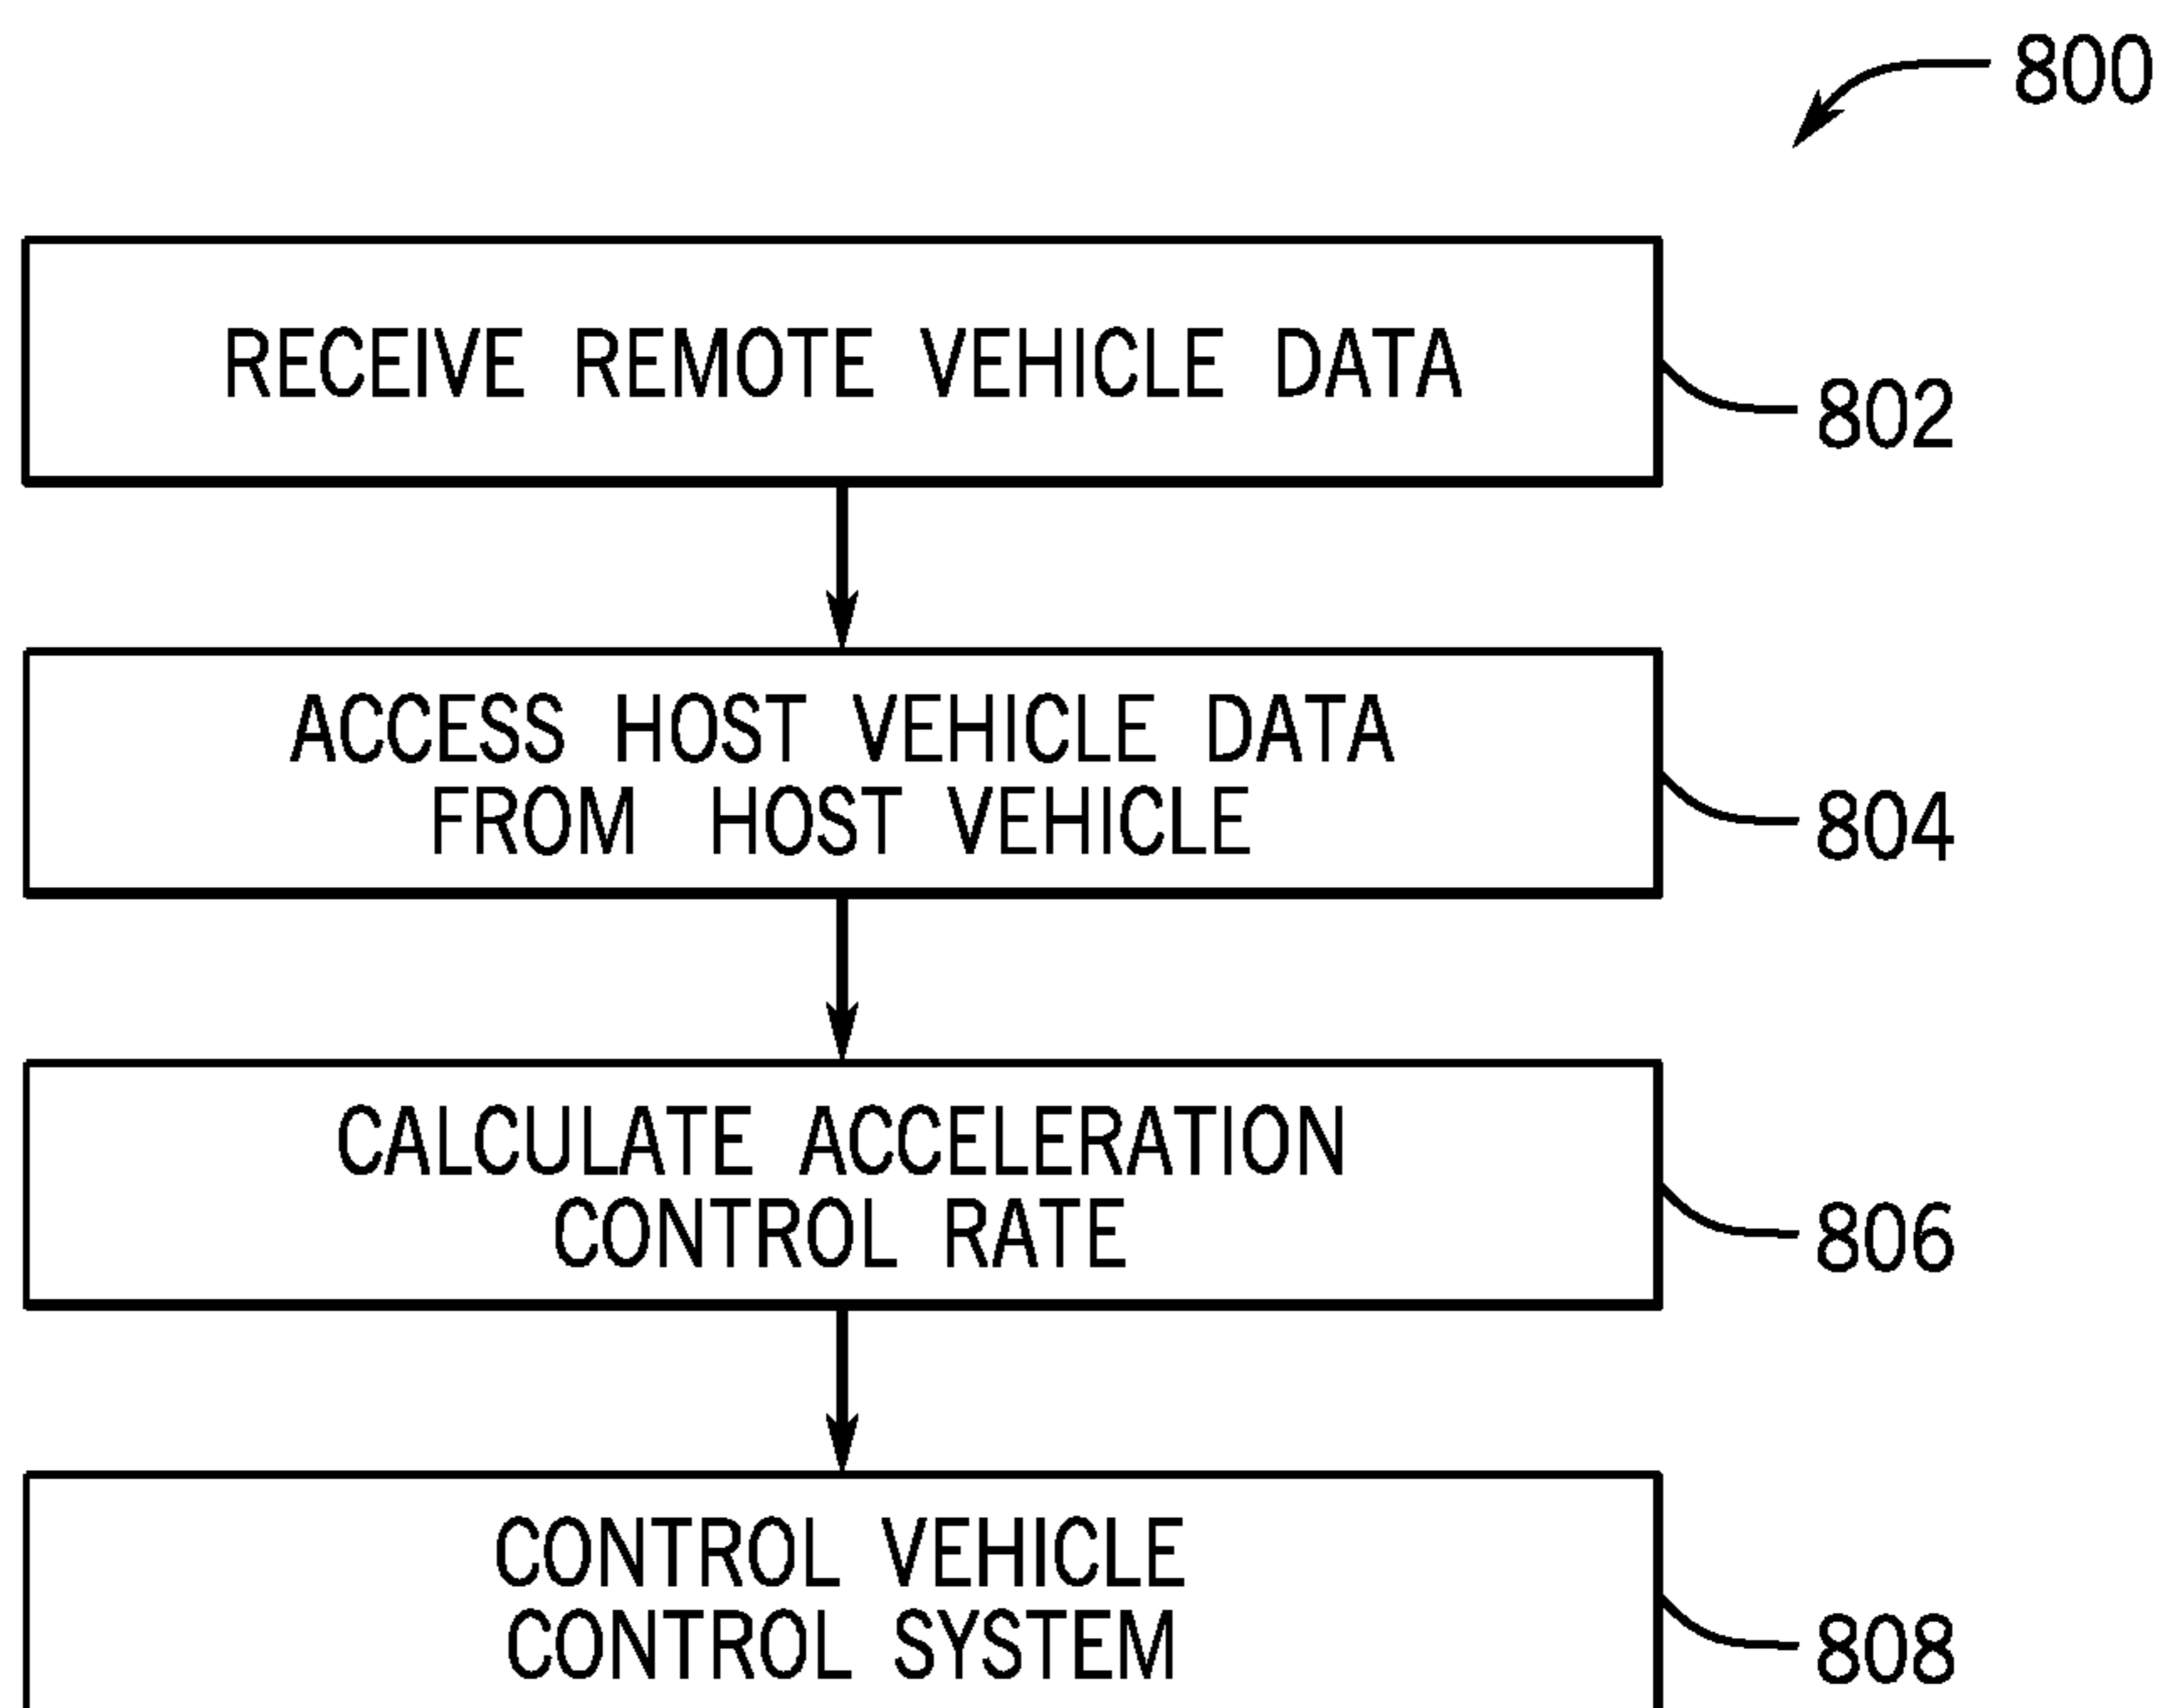 800
RECEIVE REMOTE VEHICLE DATA
802
ACCESS HOST VEHICLE DATA
FROM HOST VEHICLE
804
CALCULATE ACCELERATION
CONTROL RATE
806
CONTROL VEHICLE
CONTROL SYSTEM
808